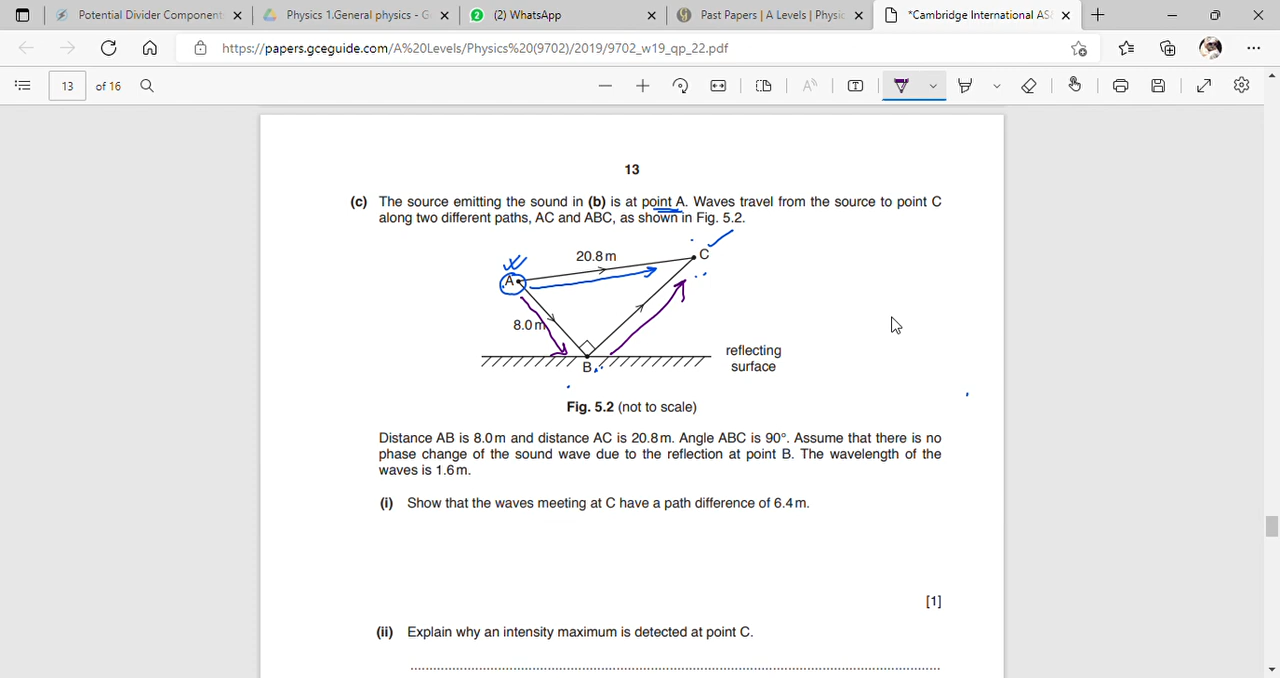 Potential Divider Component
Physics 1.General physics - G
(2) WhatsApp
Past Papers | A Levels | Physic
*Cambridge International AS
https://papers.gceguide.com/A%20Levels/Physics%20(9702)/2019/9702_w19_qp_22.pdf
13 of 16
13
(c) The source emitting the sound in (b) is at point A. Waves travel from the source to point C
along two different paths, AC and ABC, as shown in Fig. 5.2.
20.8 m
C
A
8.0 m
B
reflecting
surface
Fig. 5.2 (not to scale)
Distance AB is 8.0 m and distance AC is 20.8 m. Angle ABC is 90°. Assume that there is no
phase change of the sound wave due to the reflection at point B. The wavelength of the
waves is 1.6 m.
(i) Show that the waves meeting at C have a path difference of 6.4 m.
[1]
(ii) Explain why an intensity maximum is detected at point C.